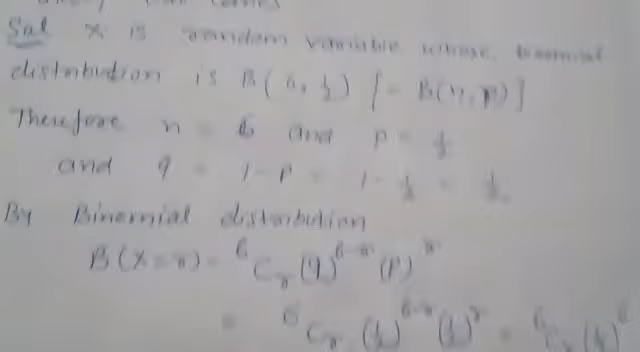 Sol X is random variable whose binomial
distribution is B(6, 1/2) [= B(n, p)]
Therefore n = 6 and p = 1/2
and q = 1-p = 1 - 1/2 = 1/2
By Binomial distribution
B(X=r) = ⁶Cᵣ (q)⁶⁻ʳ (p)ʳ
= ⁶Cᵣ (1/2)⁶⁻ʳ (1/2)ʳ = ⁶Cᵣ (1/2)⁶